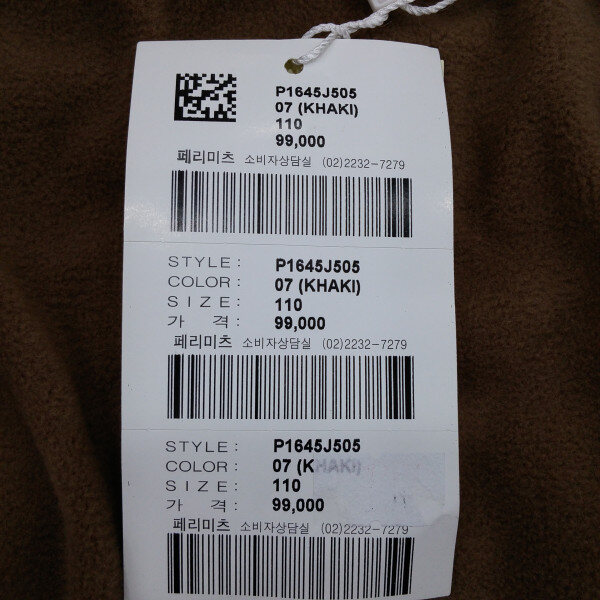 P1645J505
07 (KHAKI)
110
99,000
페리미츠 소비자상담실 (02)2232-7279
STYLE: P1645J505
COLOR: 07 (KHAKI)
SIZE: 110
가 격: 99,000
페리미츠 소비자상담실 (02)2232-7279
STYLE: P1645J505
COLOR: 07 (KHAKI)
SIZE: 110
가 격: 99,000
페리미츠 소비자상담실 (02)2232-7279